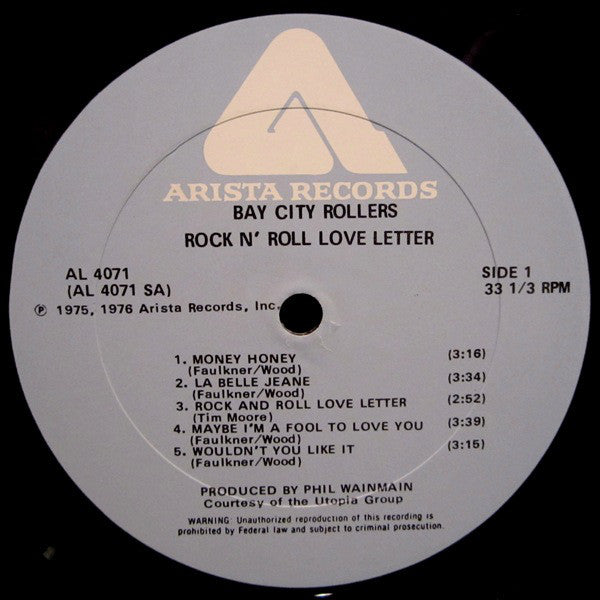 ARISTA RECORDS
BAY CITY ROLLERS
ROCK N' ROLL LOVE LETTER
AL 4071
(AL 4071 SA)
℗ 1975, 1976 Arista Records, Inc.
SIDE 1
33 1/3 RPM
1. MONEY HONEY (3:16)
(Faulkner/Wood)
2. LA BELLE JEANE (3:34)
(Faulkner/Wood)
3. ROCK AND ROLL LOVE LETTER (2:52)
(Tim Moore)
4. MAYBE I'M A FOOL TO LOVE YOU (3:39)
(Faulkner/Wood)
5. WOULDN'T YOU LIKE IT (3:15)
(Faulkner/Wood)
PRODUCED BY PHIL WAINMAIN
Courtesy of the Utopia Group
WARNING: Unauthorized reproduction of this recording is
prohibited by Federal law and subject to criminal prosecution.